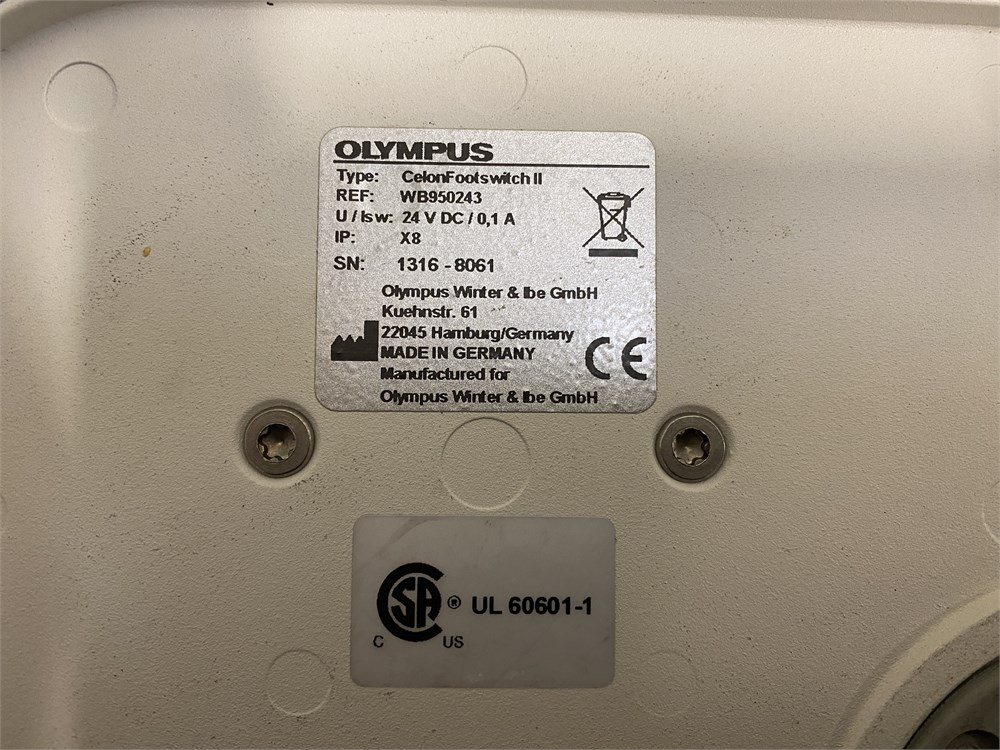 OLYMPUS
Type: CelonFootswitch II
REF: WB950243
U / Isw: 24 V DC / 0,1 A
IP: X8
SN: 1316 - 8061
Olympus Winter & Ibe GmbH
Kuehnstr. 61
22045 Hamburg/Germany
MADE IN GERMANY
Manufactured for
Olympus Winter & Ibe GmbH
CE
CSA ® UL 60601-1
C US